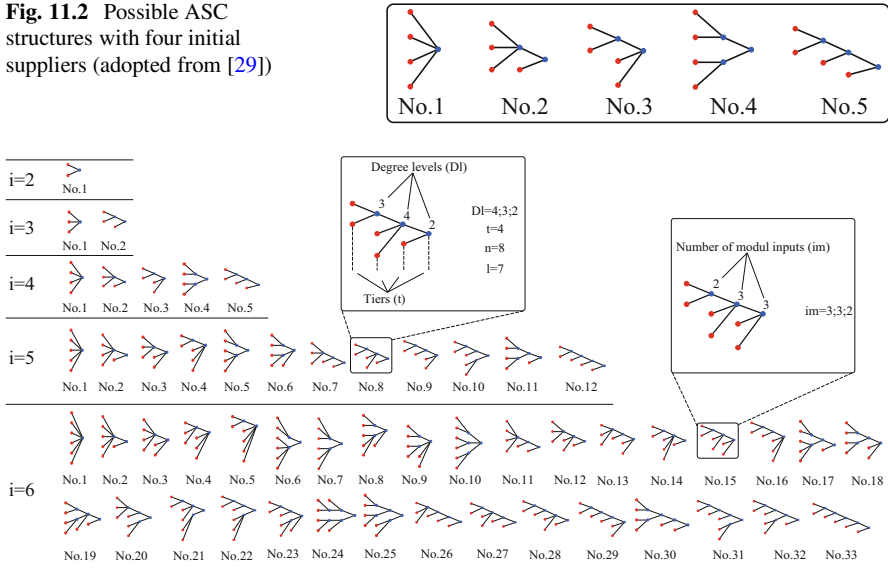 Fig. 11.2 Possible ASC
structures with four initial
suppliers (adopted from [29])
No.1 No.2 No.3 No.4 No.5
i=2
No.1
i=3
No.1 No.2
i=4
No.1 No.2 No.3 No.4 No.5
Degree levels (Dl)
3
4
2
Dl=4;3;2
t=4
n=8
l=7
Tiers (t)
Number of modul inputs (im)
2
3
3
im=3;3;2
i=5
No.1 No.2 No.3 No.4 No.5 No.6 No.7 No.8 No.9 No.10 No.11 No.12
i=6
No.1 No.2 No.3 No.4 No.5 No.6 No.7 No.8 No.9 No.10 No.11 No.12 No.13 No.14 No.15 No.16 No.17 No.18
No.19 No.20 No.21 No.22 No.23 No.24 No.25 No.26 No.27 No.28 No.29 No.30 No.31 No.32 No.33